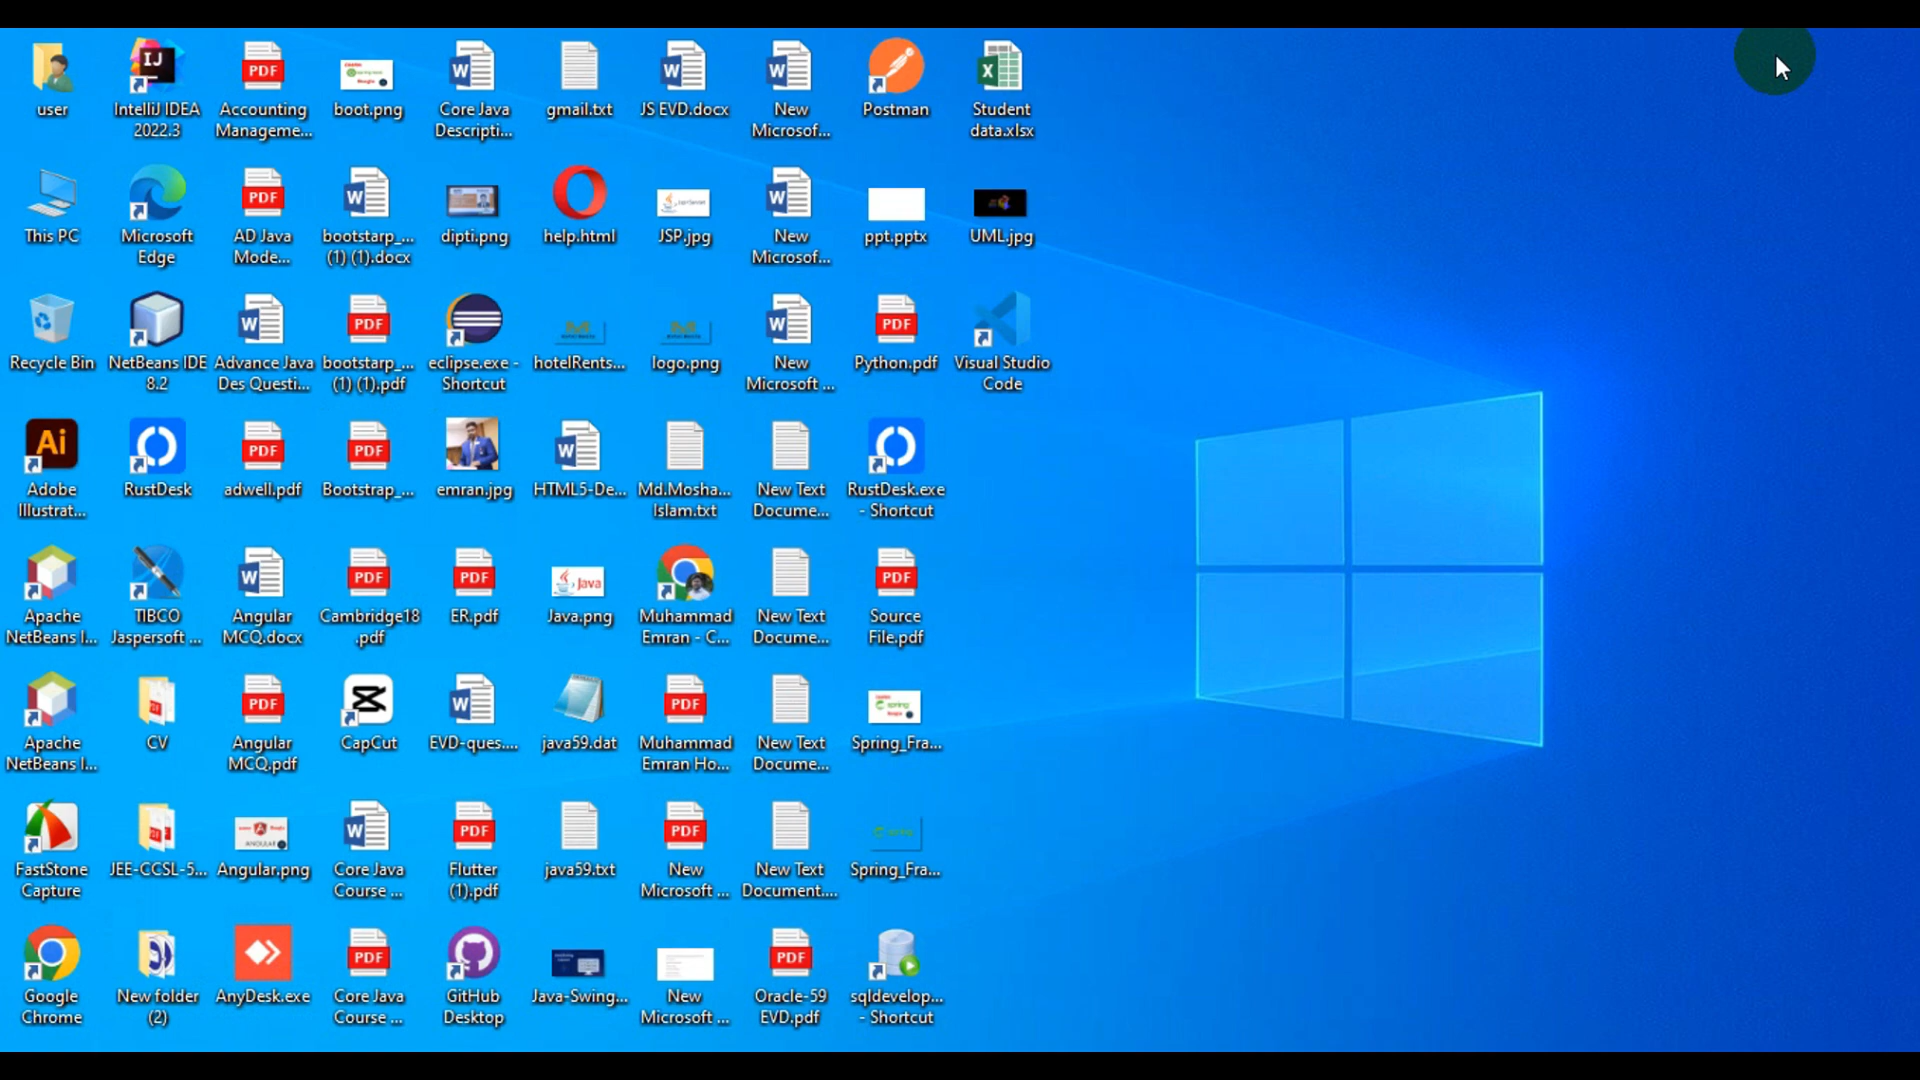 user
IntelliJ IDEA
2022.3
Accounting
Manageme...
boot.png
Core Java
Descripti...
gmail.txt
JS EVD.docx
New
Microsof...
Postman
Student
data.xlsx
This PC
Microsoft
Edge
AD Java
Mode...
bootstarp_...
(1) (1).docx
dipti.png
help.html
JSP.jpg
New
Microsof...
ppt.pptx
UML.jpg
Recycle Bin
NetBeans IDE
8.2
Advance Java
Des Questi...
bootstarp_...
(1) (1).pdf
eclipse.exe -
Shortcut
hotelRents...
logo.png
New
Microsoft ...
Python.pdf
Visual Studio
Code
Adobe
Illustrat...
RustDesk
adwell.pdf
Bootstrap_...
emran.jpg
HTML5-De...
Md.Mosha...
Islam.txt
New Text
Docume...
RustDesk.exe
- Shortcut
Apache
NetBeans I...
TIBCO
Jaspersoft ...
Angular
MCQ.docx
Cambridge18
.pdf
ER.pdf
Java.png
Muhammad
Emran - C...
New Text
Docume...
Source
File.pdf
Apache
NetBeans I...
CV
Angular
MCQ.pdf
CapCut
EVD-ques....
java59.dat
Muhammad
Emran Ho...
New Text
Docume...
Spring_Fra...
FastStone
Capture
JEE-CCSL-5...
Angular.png
Core Java
Course ...
Flutter
(1).pdf
java59.txt
New
Microsoft ...
New Text
Document....
Spring_Fra...
Google
Chrome
New folder
(2)
AnyDesk.exe
Core Java
Course ...
GitHub
Desktop
Java-Swing...
New
Microsoft ...
Oracle-59
EVD.pdf
sqldevelop...
- Shortcut